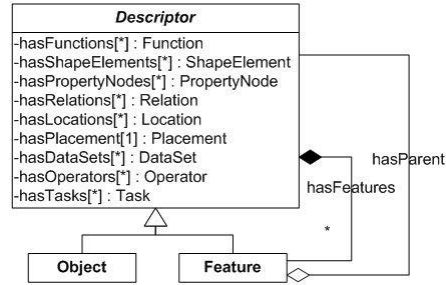 Descriptor
-hasFunctions[*] : Function
-hasShapeElements[*] : ShapeElement
-hasPropertyNodes[*] : PropertyNode
-hasRelations[*] : Relation
-hasLocations[*] : Location
-hasPlacement[1] : Placement
-hasDataSets[*] : DataSet
-hasOperators[*] : Operator
-hasTasks[*] : Task
hasParent
hasFeatures
*
Object
Feature